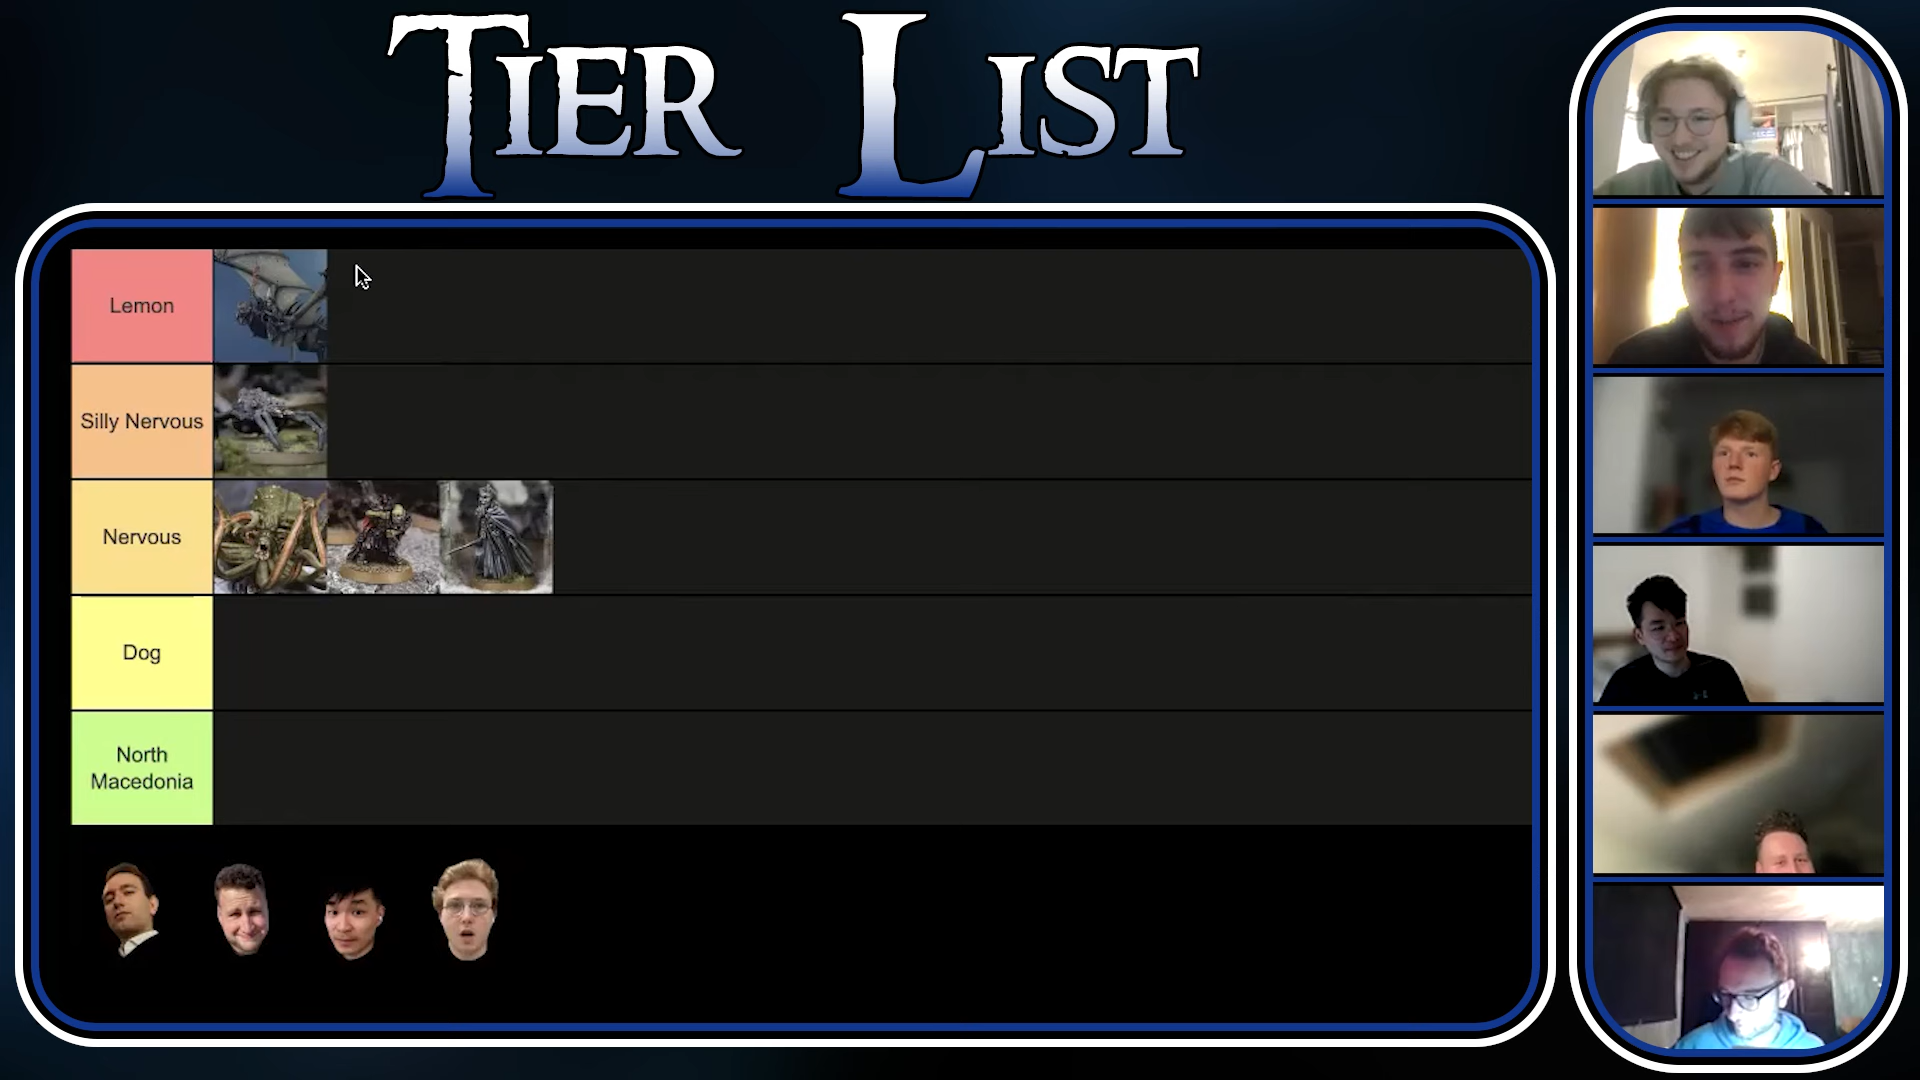 TIER LIST
Lemon
Silly Nervous
Nervous
Dog
North
Macedonia